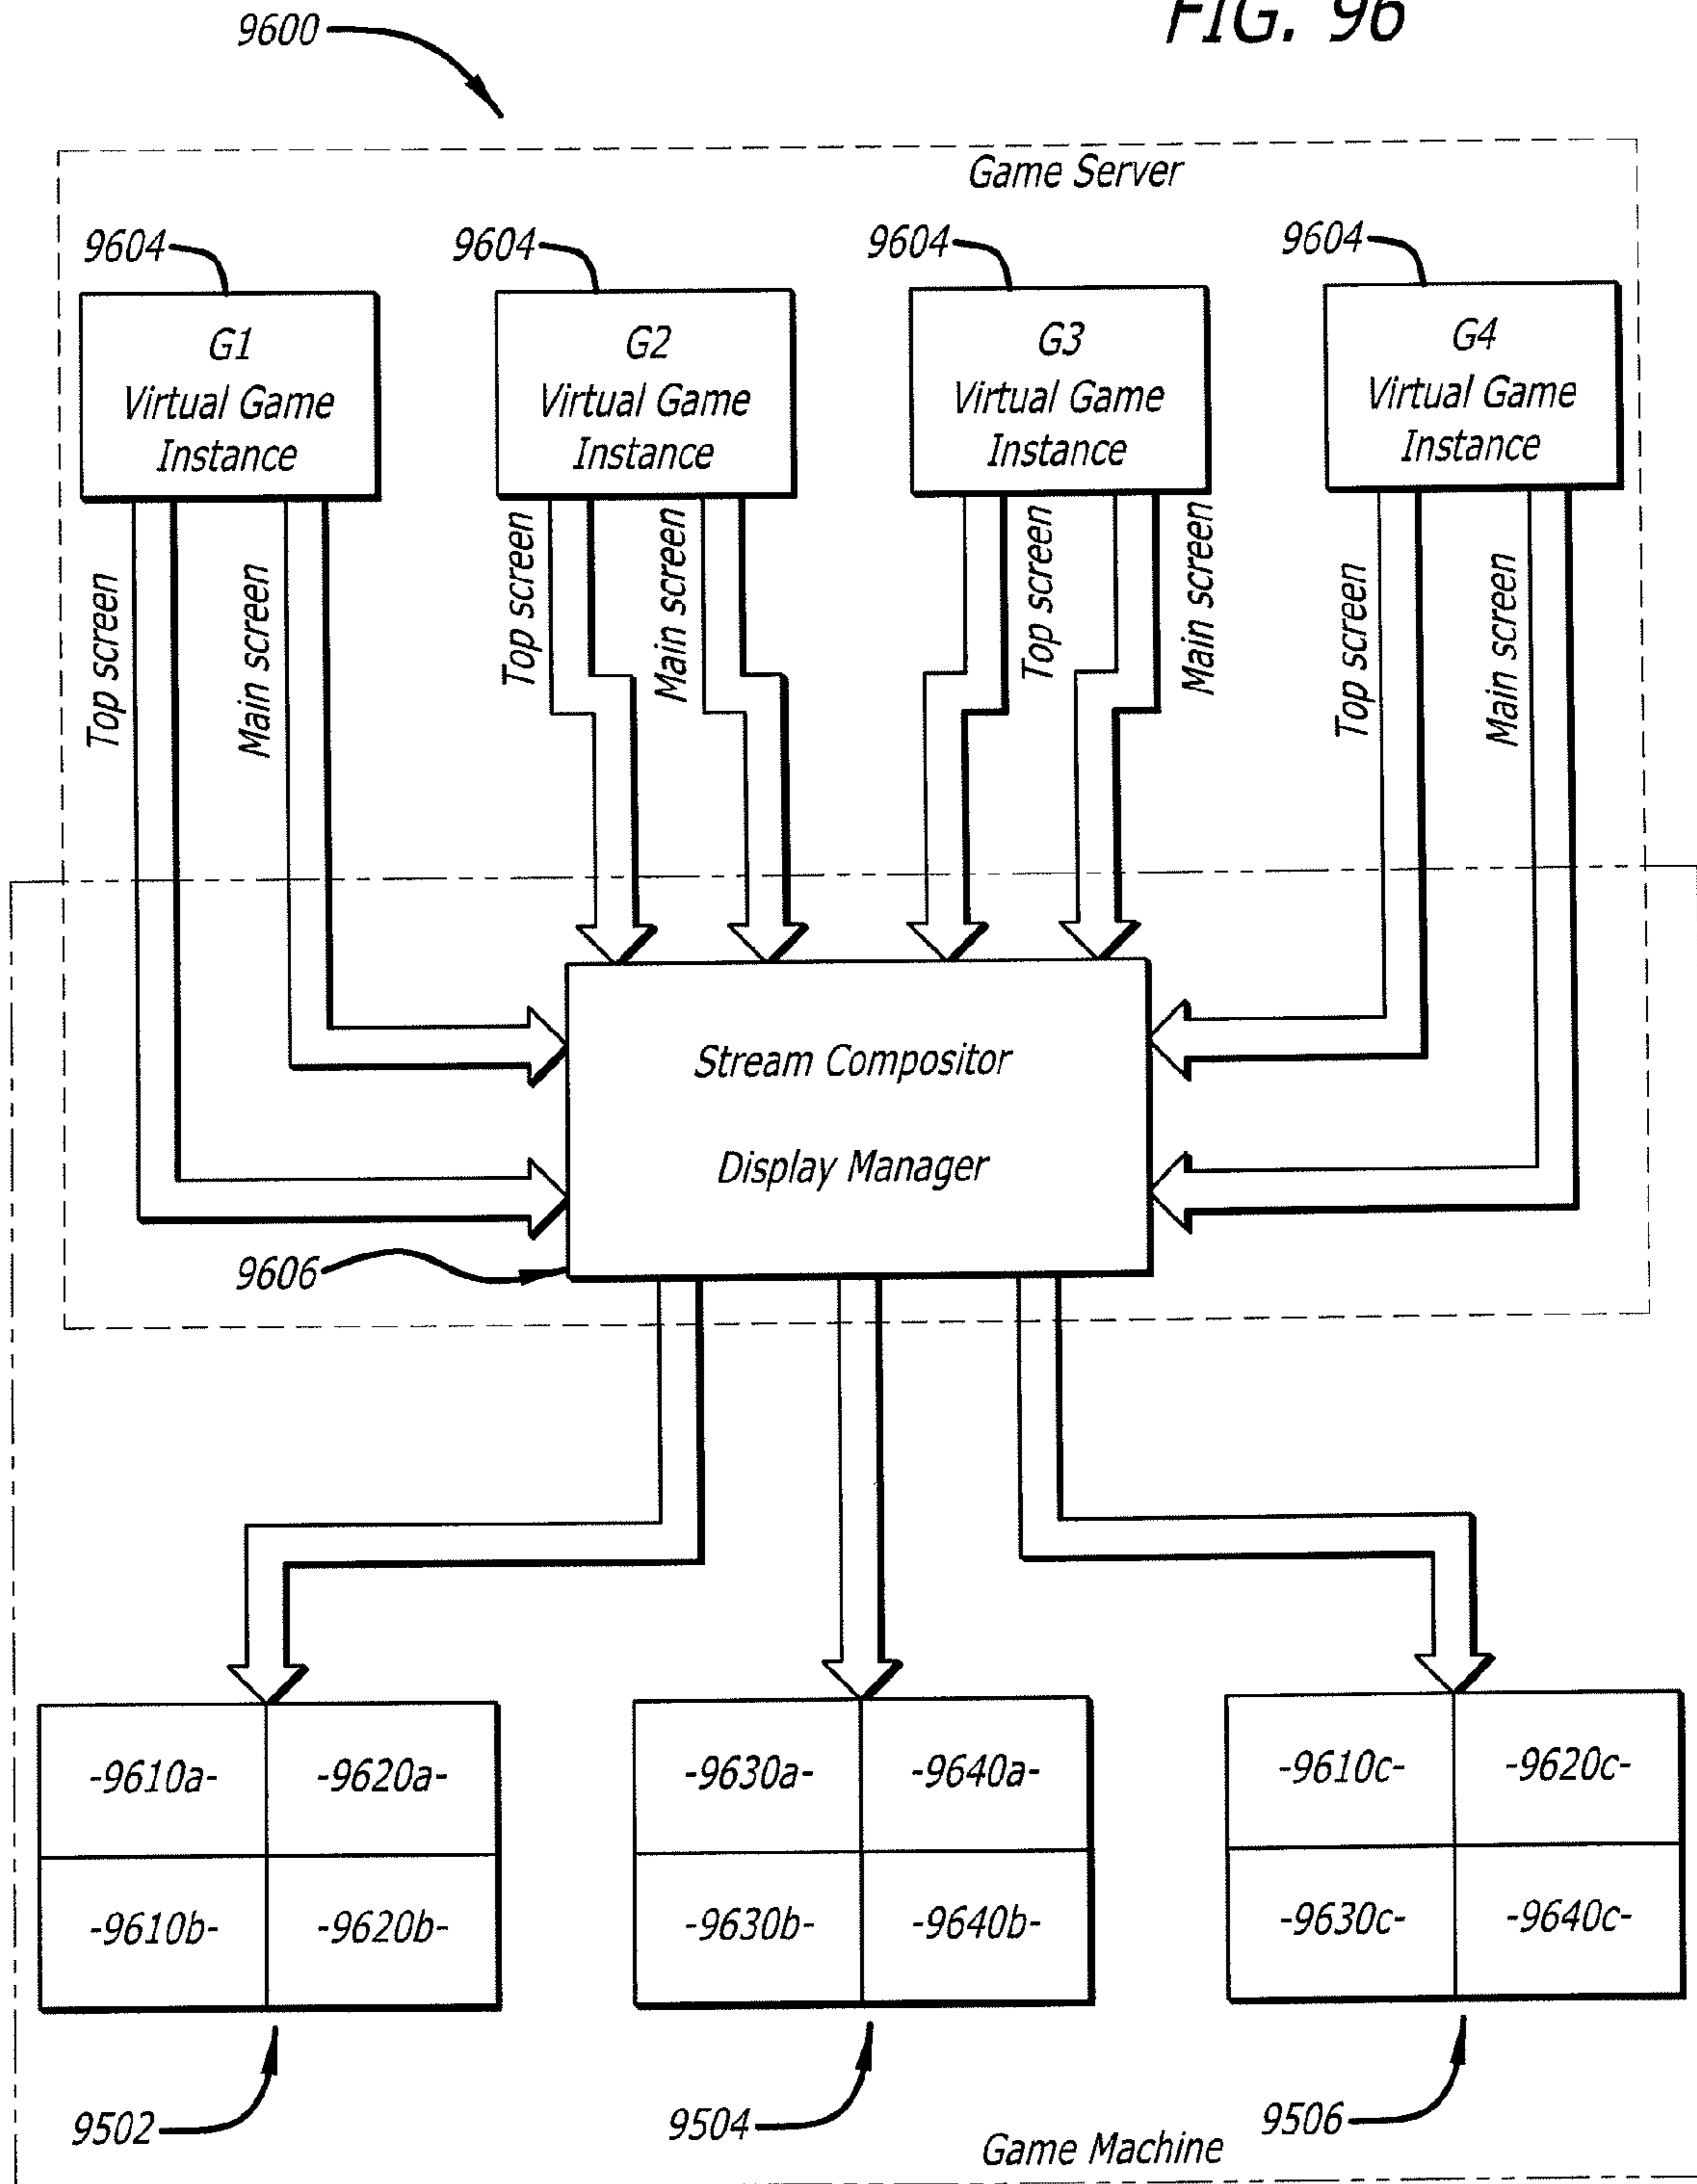 FIG. 96
9600
Game Server
9604
9604
9604
9604
G1
Virtual Game
Instance
G2
Virtual Game
Instance
G3
Virtual Game
Instance
G4
Virtual Game
Instance
Top screen
Main screen
Top screen
Main screen
Top screen
Main screen
Top screen
Main screen
Stream Compositor
Display Manager
9606
-9610a-
-9620a-
-9610b-
-9620b-
-9630a-
-9640a-
-9630b-
-9640b-
-9610c-
-9620c-
-9630c-
-9640c-
9502
9504
9506
Game Machine